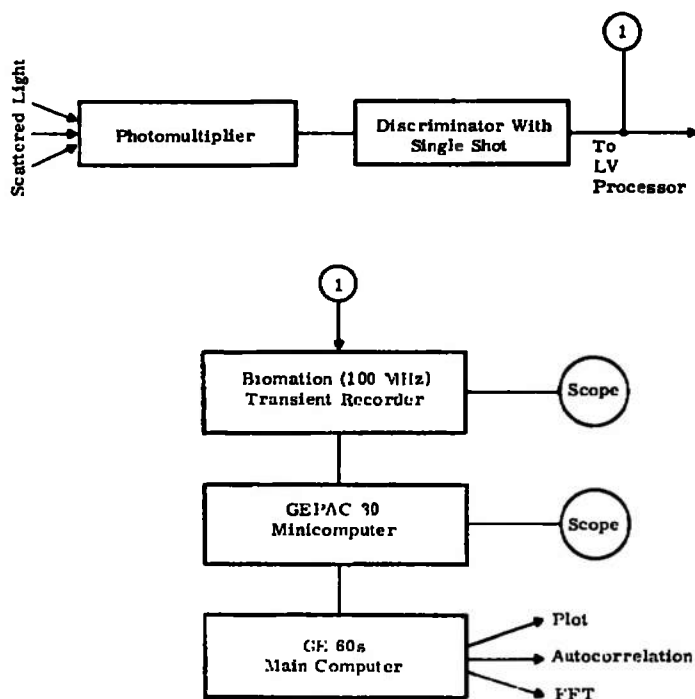 1
Scattered Light
Photomultiplier
Discriminator With
Single Shot
To
LV
Processor
1
Biomation (100 MHz)
Transient Recorder
Scope
GEPAC 30
Minicomputer
Scope
GE 60s
Main Computer
Plot
Autocorrelation
FFT